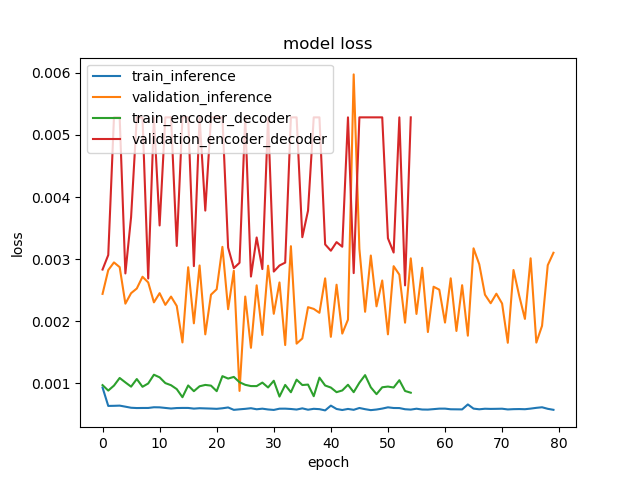 model loss
train_inference
validation_inference
train_encoder_decoder
validation_encoder_decoder
0.006
0.005
0.004
0.003
0.002
0.001
loss
0 10 20 30 40 50 60 70 80
epoch